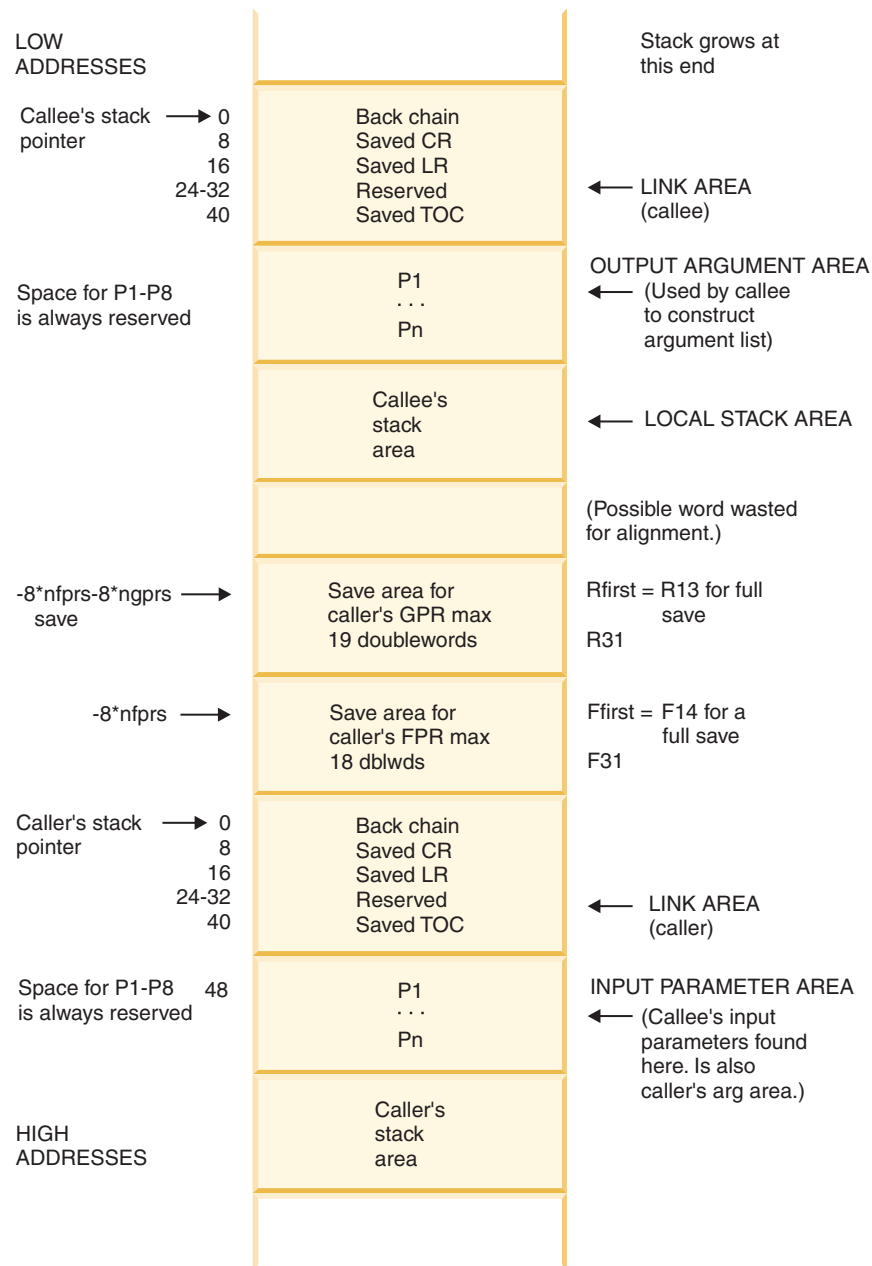 LOW
ADDRESSES
Stack grows at
this end
Callee's stack
pointer
0
8
16
24-32
40
Back chain
Saved CR
Saved LR
Reserved
Saved TOC
LINK AREA
(callee)
Space for P1-P8
is always reserved
P1
. . .
Pn
OUTPUT ARGUMENT AREA
(Used by callee
to construct
argument list)
Callee's
stack
area
LOCAL STACK AREA
(Possible word wasted
for alignment.)
-8*nfprs-8*ngprs
save
Save area for
caller's GPR max
19 doublewords
Rfirst = R13 for full
save
R31
-8*nfprs
Save area for
caller's FPR max
18 dblwds
Ffirst = F14 for a
full save
F31
Caller's stack
pointer
0
8
16
24-32
40
Back chain
Saved CR
Saved LR
Reserved
Saved TOC
LINK AREA
(caller)
Space for P1-P8
is always reserved
48
P1
. . .
Pn
INPUT PARAMETER AREA
(Callee's input
parameters found
here. Is also
caller's arg area.)
Caller's
stack
area
HIGH
ADDRESSES